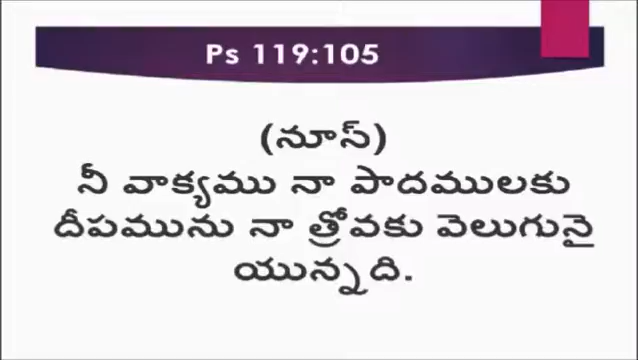 Ps 119:105
(నూన్)
నీ వాక్యము నా పాదములకు
దీపమును నా త్రోవకు వెలుగునై
యున్నది.